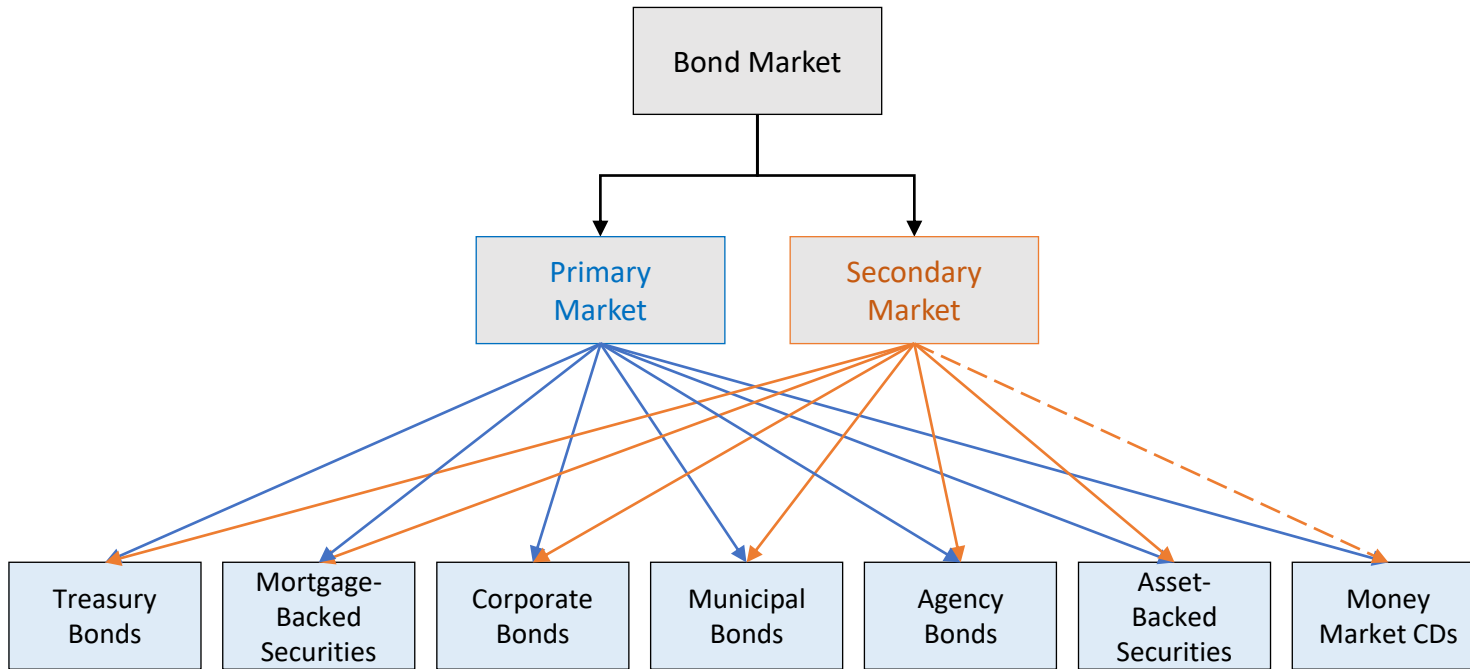 Bond Market
Primary
Market
Secondary
Market
Treasury
Bonds
Mortgage-
Backed
Securities
Corporate
Bonds
Municipal
Bonds
Agency
Bonds
Asset-
Backed
Securities
Money
Market CDs